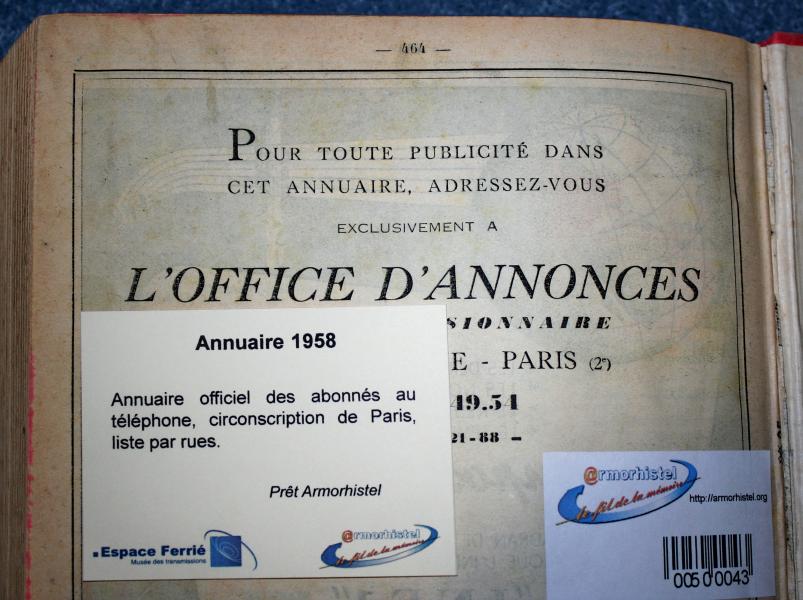 — 464 —
POUR TOUTE PUBLICITÉ DANS
CET ANNUAIRE, ADRESSEZ-VOUS
EXCLUSIVEMENT A
L'OFFICE D'ANNONCES
SIONNAIRE
E - PARIS (2e)
49.54
21-88 —
Annuaire 1958
Annuaire officiel des abonnés au
téléphone, circonscription de Paris,
liste par rues.
Prêt Armorhistel
Espace Ferrié
Musée des transmissions
@rmorhistel
le fil de la mémoire
@rmorhistel
le fil de la mémoire
http://armorhistel.org
00500043